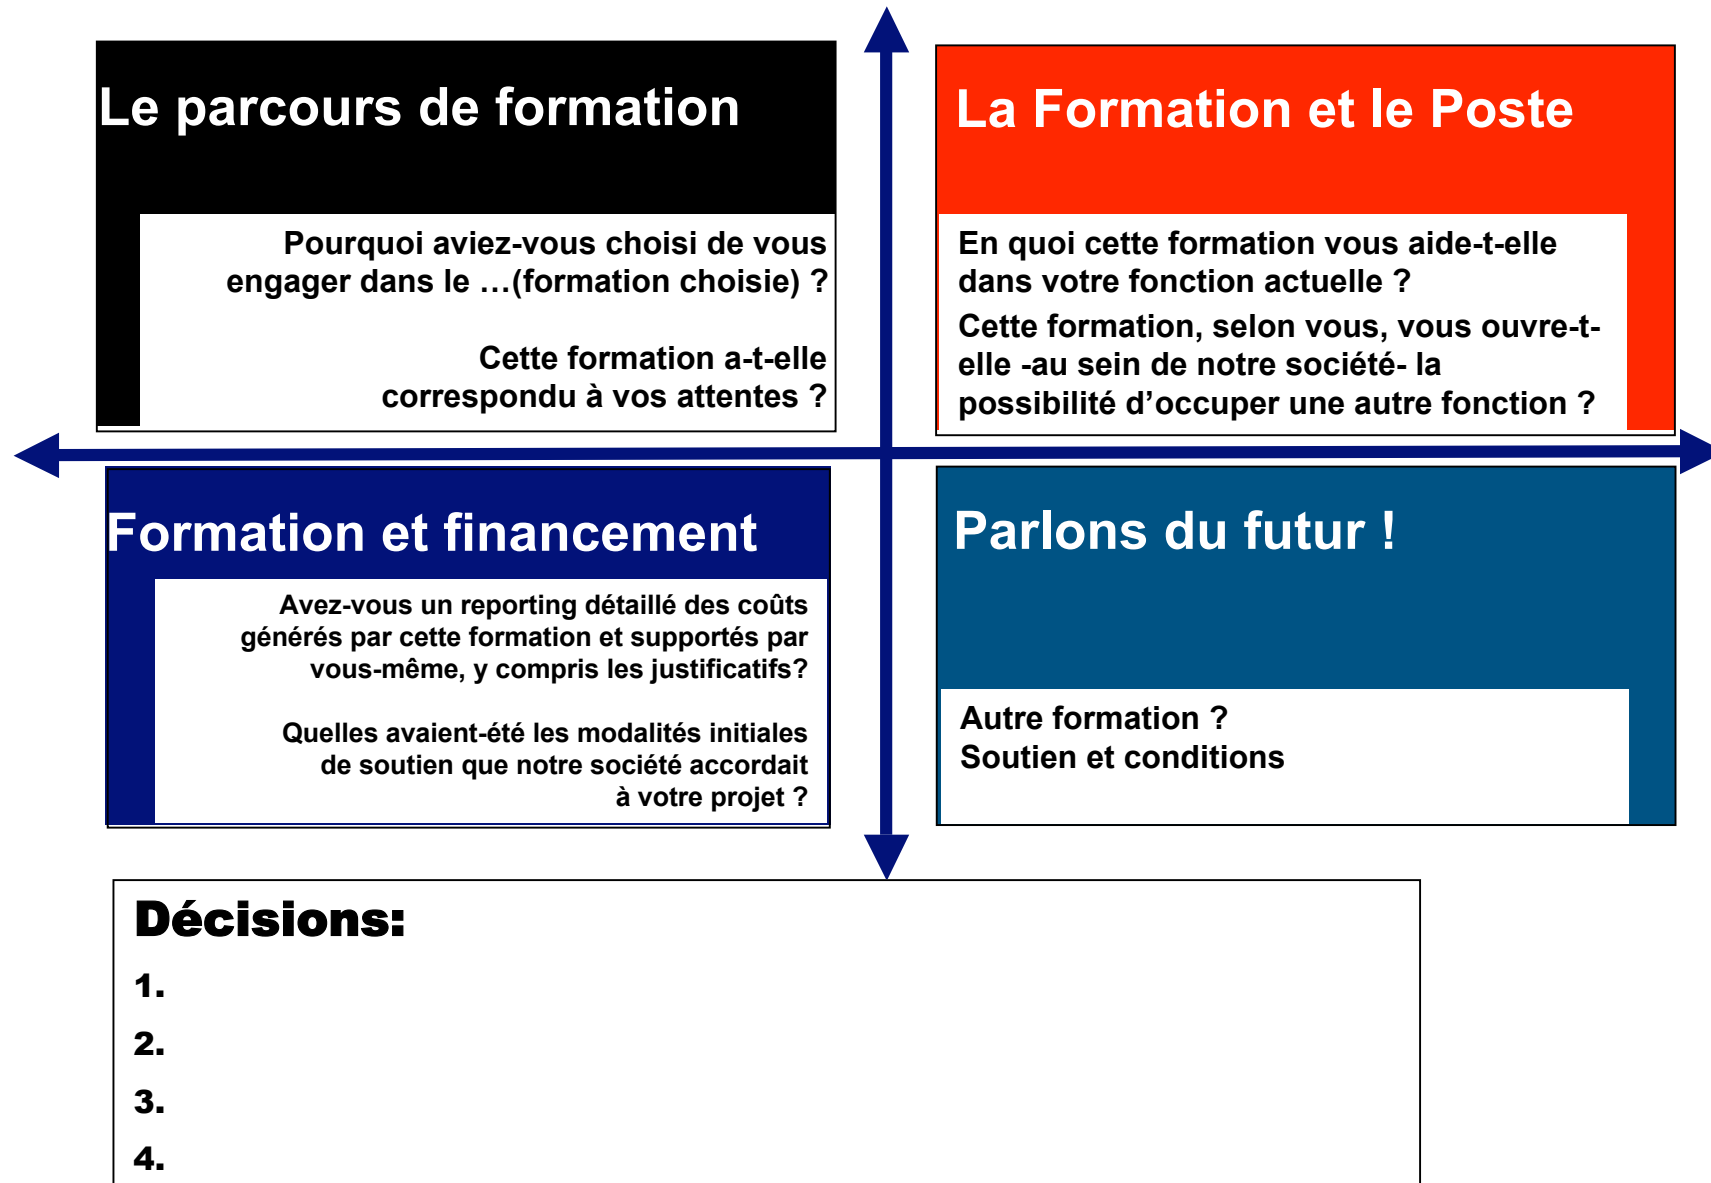 Le parcours de formation
Pourquoi aviez-vous choisi de vous
engager dans le …(formation choisie) ?
Cette formation a-t-elle
correspondu à vos attentes ?
La Formation et le Poste
En quoi cette formation vous aide-t-elle
dans votre fonction actuelle ?
Cette formation, selon vous, vous ouvre-t-
elle -au sein de notre société- la
possibilité d’occuper une autre fonction ?
Formation et financement
Avez-vous un reporting détaillé des coûts
générés par cette formation et supportés par
vous-même, y compris les justificatifs?
Quelles avaient-été les modalités initiales
de soutien que notre société accordait
à votre projet ?
Parlons du futur !
Autre formation ?
Soutien et conditions
Décisions:
1.
2.
3.
4.